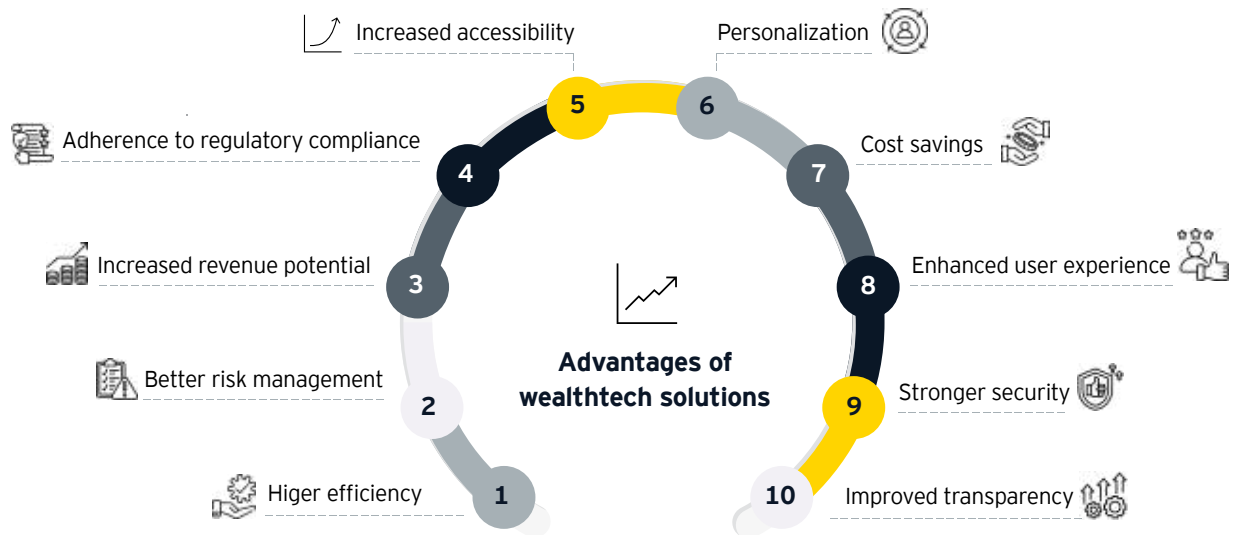 Increased accessibility
Personalization
Adherence to regulatory compliance
Cost savings
Increased revenue potential
Enhanced user experience
Better risk management
Stronger security
Higer efficiency
Improved transparency
5
6
4
7
3
8
2
9
1
10
Advantages of
wealthtech solutions